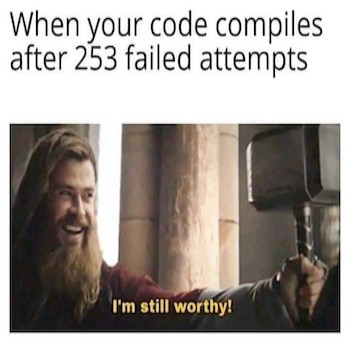 When your code compiles
after 253 failed attempts
I'm still worthy!